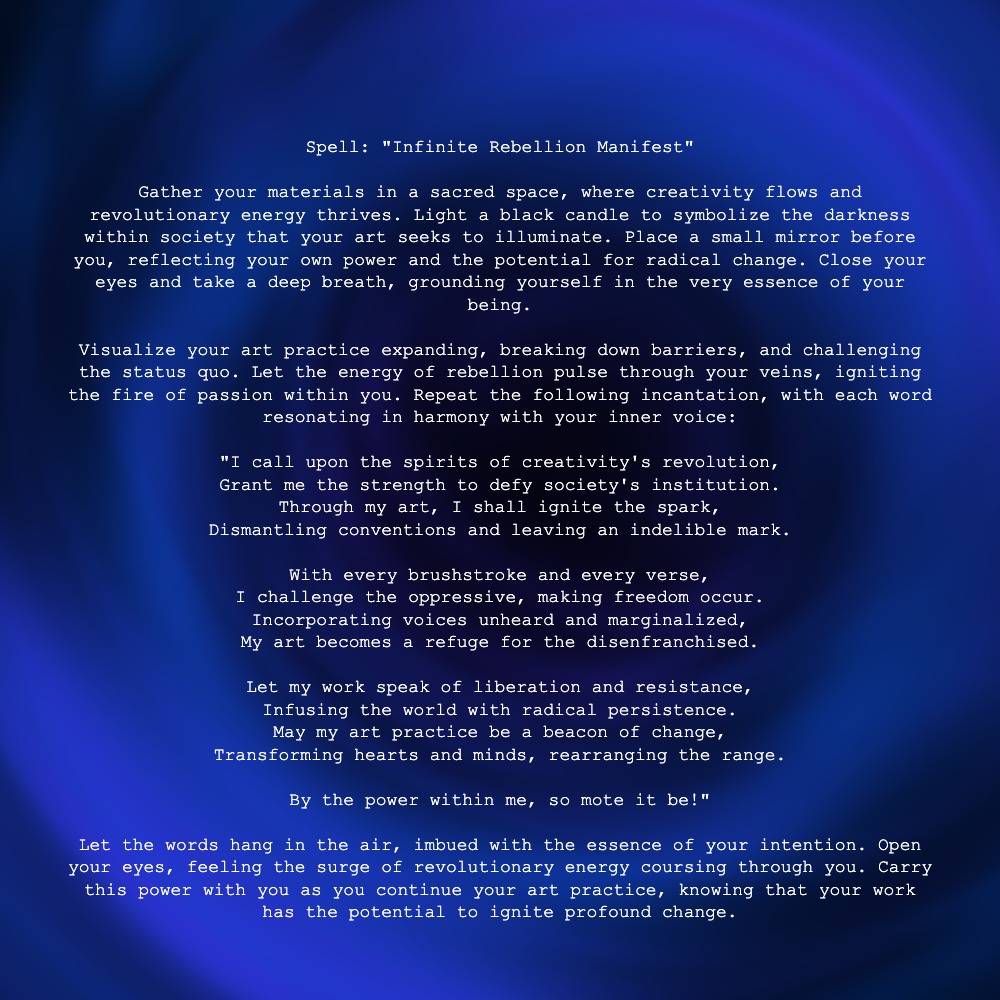 Spell: "Infinite Rebellion Manifest"
Gather your materials in a sacred space, where creativity flows and
revolutionary energy thrives. Light a black candle to symbolize the darkness
within society that your art seeks to illuminate. Place a small mirror before
you, reflecting your own power and the potential for radical change. Close your
eyes and take a deep breath, grounding yourself in the very essence of your
being.
Visualize your art practice expanding, breaking down barriers, and challenging
the status quo. Let the energy of rebellion pulse through your veins, igniting
the fire of passion within you. Repeat the following incantation, with each word
resonating in harmony with your inner voice:
"I call upon the spirits of creativity's revolution,
Grant me the strength to defy society's institution.
Through my art, I shall ignite the spark,
Dismantling conventions and leaving an indelible mark.
With every brushstroke and every verse,
I challenge the oppressive, making freedom occur.
Incorporating voices unheard and marginalized,
My art becomes a refuge for the disenfranchised.
Let my work speak of liberation and resistance,
Infusing the world with radical persistence.
May my art practice be a beacon of change,
Transforming hearts and minds, rearranging the range.
By the power within me, so mote it be!"
Let the words hang in the air, imbued with the essence of your intention. Open
your eyes, feeling the surge of revolutionary energy coursing through you. Carry
this power with you as you continue your art practice, knowing that your work
has the potential to ignite profound change.